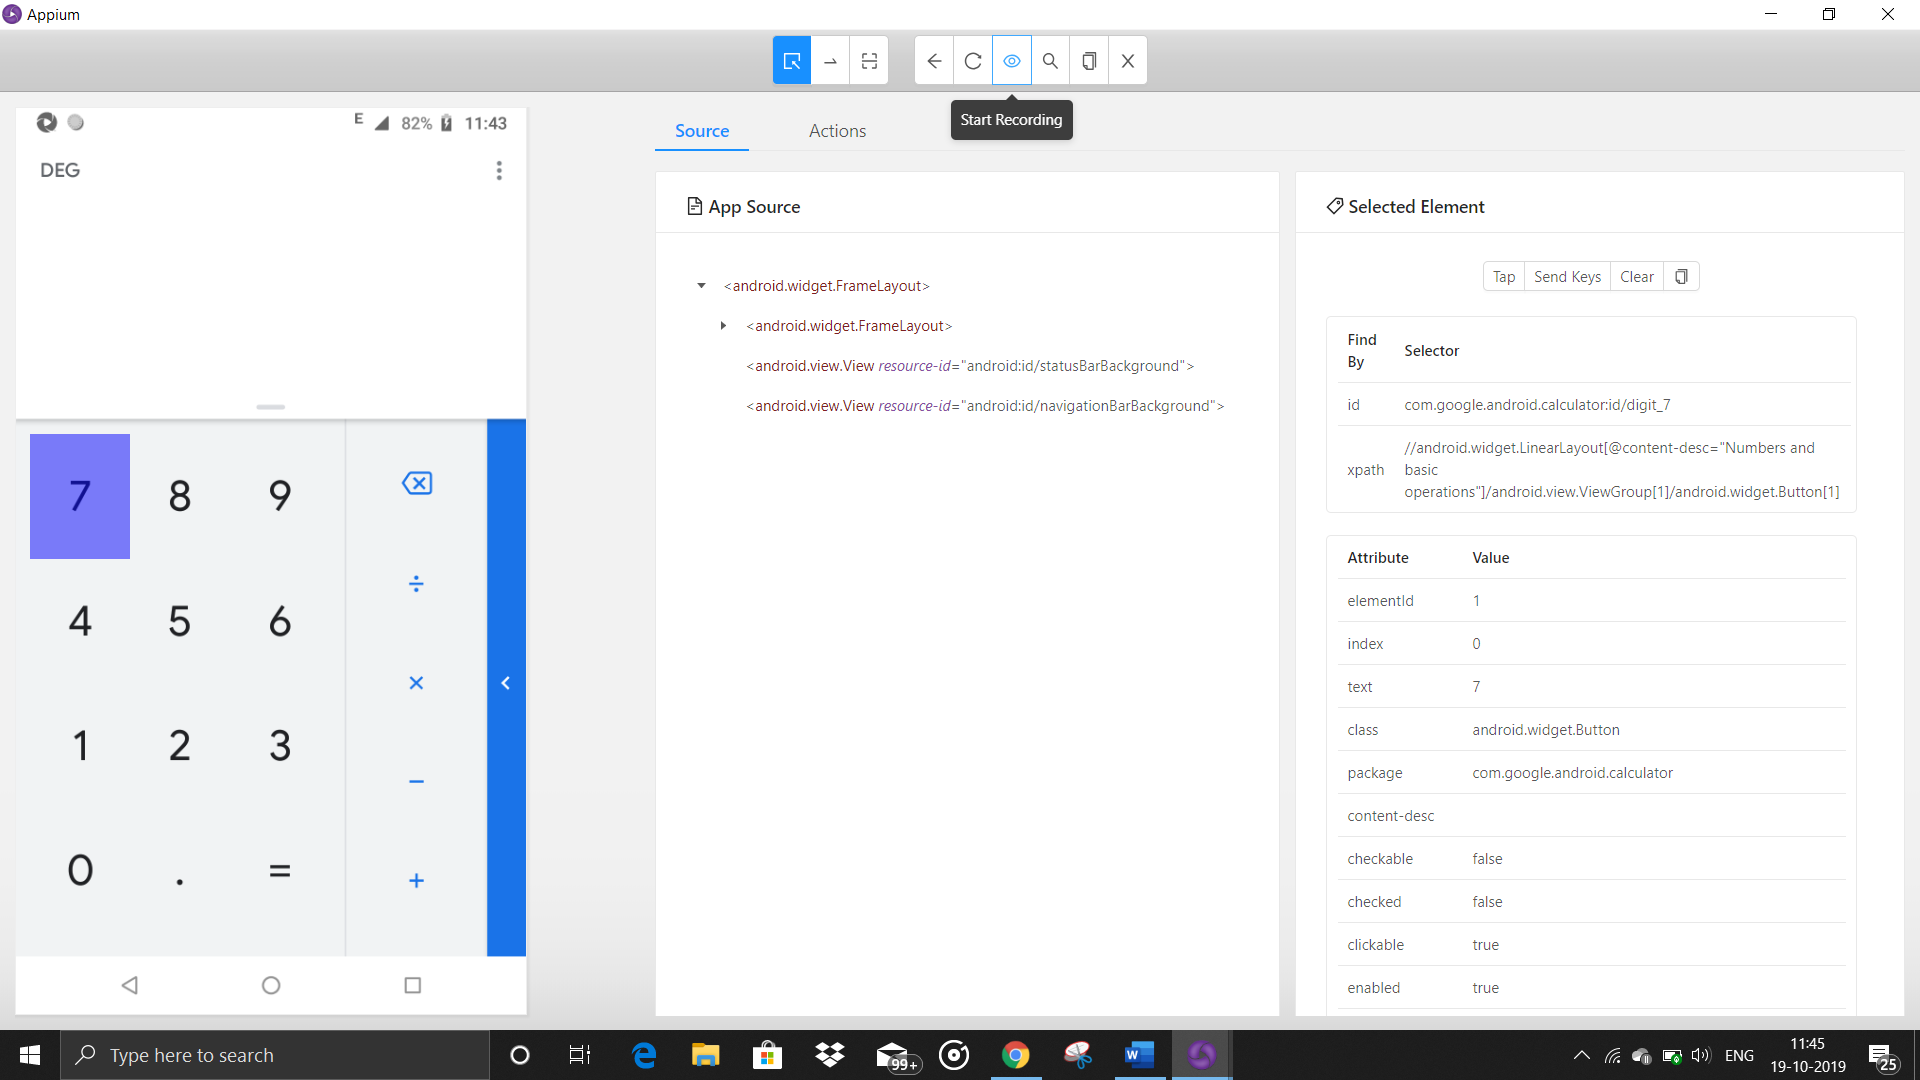 Appium
Start Recording
E 82% 11:43
DEG
7 8 9
4 5 6
1 2 3
0 . =
÷
×
−
+
Source Actions
App Source
<android.widget.FrameLayout>
<android.widget.FrameLayout>
<android.view.View resource-id="android:id/statusBarBackground">
<android.view.View resource-id="android:id/navigationBarBackground">
Selected Element
Tap Send Keys Clear
Find
By
Selector
id com.google.android.calculator:id/digit_7
xpath
//android.widget.LinearLayout[@content-desc="Numbers and
basic
operations"]/android.view.ViewGroup[1]/android.widget.Button[1]
Attribute Value
elementId 1
index 0
text 7
class android.widget.Button
package com.google.android.calculator
content-desc
checkable false
checked false
clickable true
enabled true
Type here to search
99+
W
ENG
11:45
19-10-2019
25